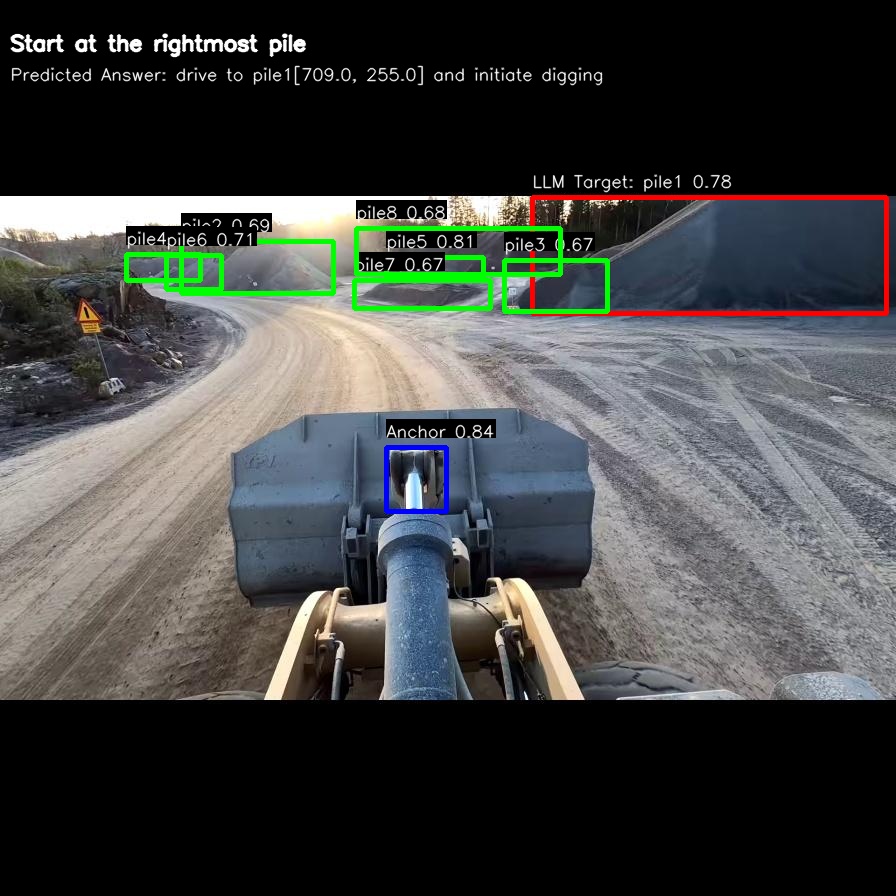 Start at the rightmost pile
Predicted Answer: drive to pile1[709.0, 255.0] and initiate digging
LLM Target: pile1 0.78
pile8 0.68
pile2 0.69
pile4
pile6 0.71
pile5 0.81
pile3 0.67
pile7 0.67
Anchor 0.84